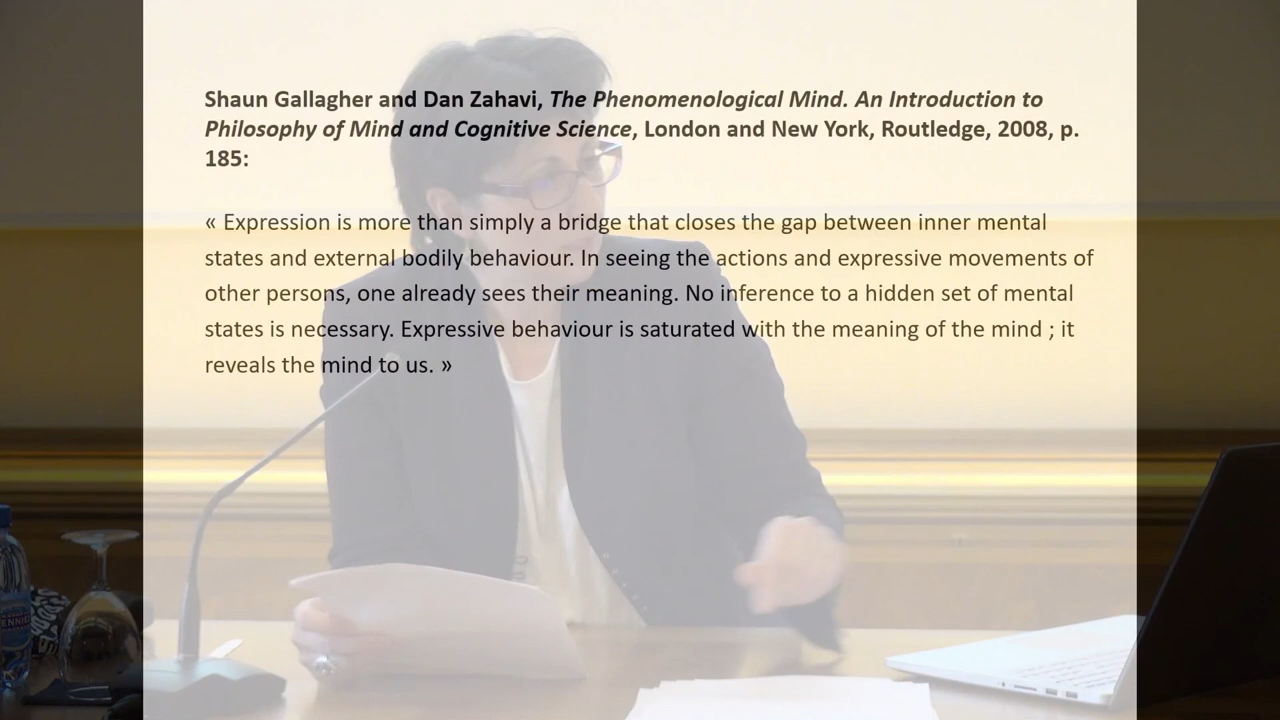 Shaun Gallagher and Dan Zahavi, The Phenomenological Mind. An Introduction to
Philosophy of Mind and Cognitive Science, London and New York, Routledge, 2008, p.
185:
« Expression is more than simply a bridge that closes the gap between inner mental
states and external bodily behaviour. In seeing the actions and expressive movements of
other persons, one already sees their meaning. No inference to a hidden set of mental
states is necessary. Expressive behaviour is saturated with the meaning of the mind ; it
reveals the mind to us. »